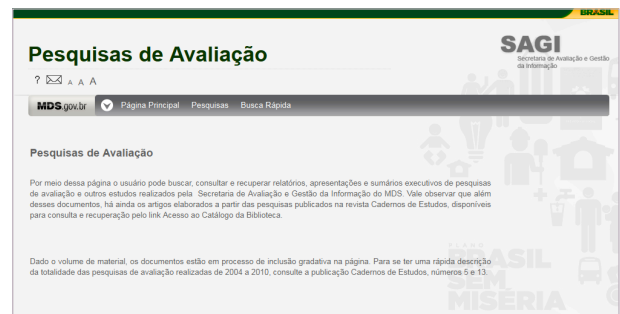 BRASIL
Pesquisas de Avaliação
SAGI
Secretaria de Avaliação e Gestão
da Informação
? A A A
MDS.gov.br Página Principal Pesquisas Busca Rápida
Pesquisas de Avaliação
Por meio dessa página o usuário pode buscar, consultar e recuperar relatórios, apresentações e sumários executivos de pesquisas
de avaliação e outros estudos realizados pela Secretaria de Avaliação e Gestão da Informação do MDS. Vale observar que além
desses documentos, há ainda os artigos elaborados a partir das pesquisas publicados na revista Cadernos de Estudos, disponíveis
para consulta e recuperação pelo link Acesso ao Catálogo da Biblioteca.
Dado o volume de material, os documentos estão em processo de inclusão gradativa na página. Para se ter uma rápida descrição
da totalidade das pesquisas de avaliação realizadas de 2004 a 2010, consulte a publicação Cadernos de Estudos, números 5 e 13.
PLANO
BRASIL
SEM
MISÉRIA